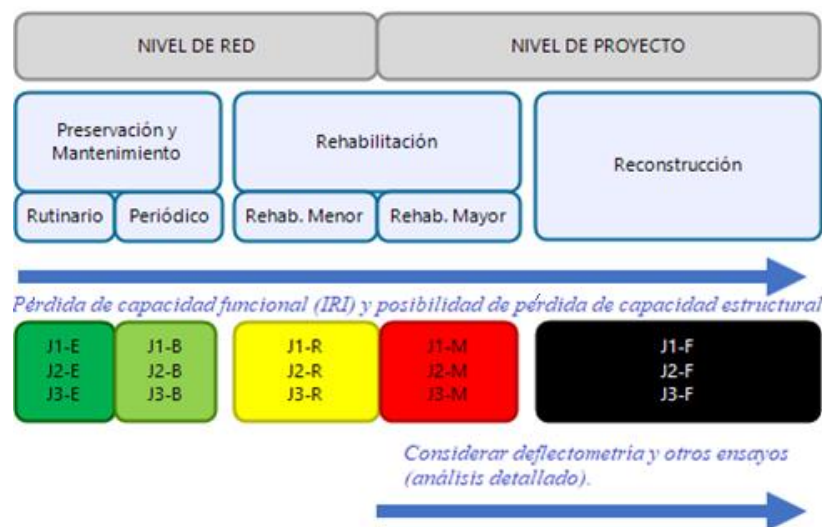 NIVEL DE RED
NIVEL DE PROYECTO
Preservación y
Mantenimiento
Rehabilitación
Reconstrucción
Rutinario
Periódico
Rehab. Menor
Rehab. Mayor
Pérdida de capacidad funcional (IRI) y posibilidad de pérdida de capacidad estructural
J1-E
J2-E
J3-E
J1-B
J2-B
J3-B
J1-R
J2-R
J3-R
J1-M
J2-M
J3-M
J1-F
J2-F
J3-F
Considerar deflectometría y otros ensayos
(análisis detallado).